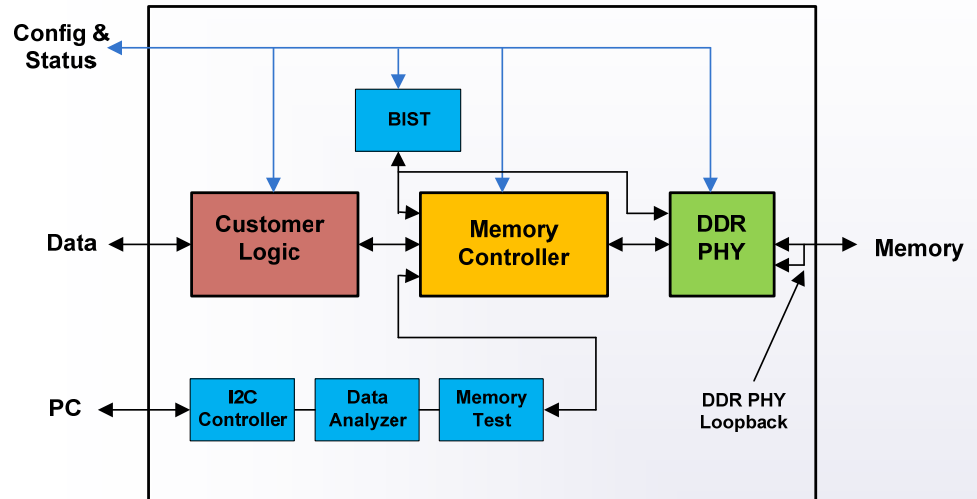 Config &
Status
BIST
Customer
Logic
Memory
Controller
DDR
PHY
Data
Memory
PC
I2C
Controller
Data
Analyzer
Memory
Test
DDR PHY
Loopback